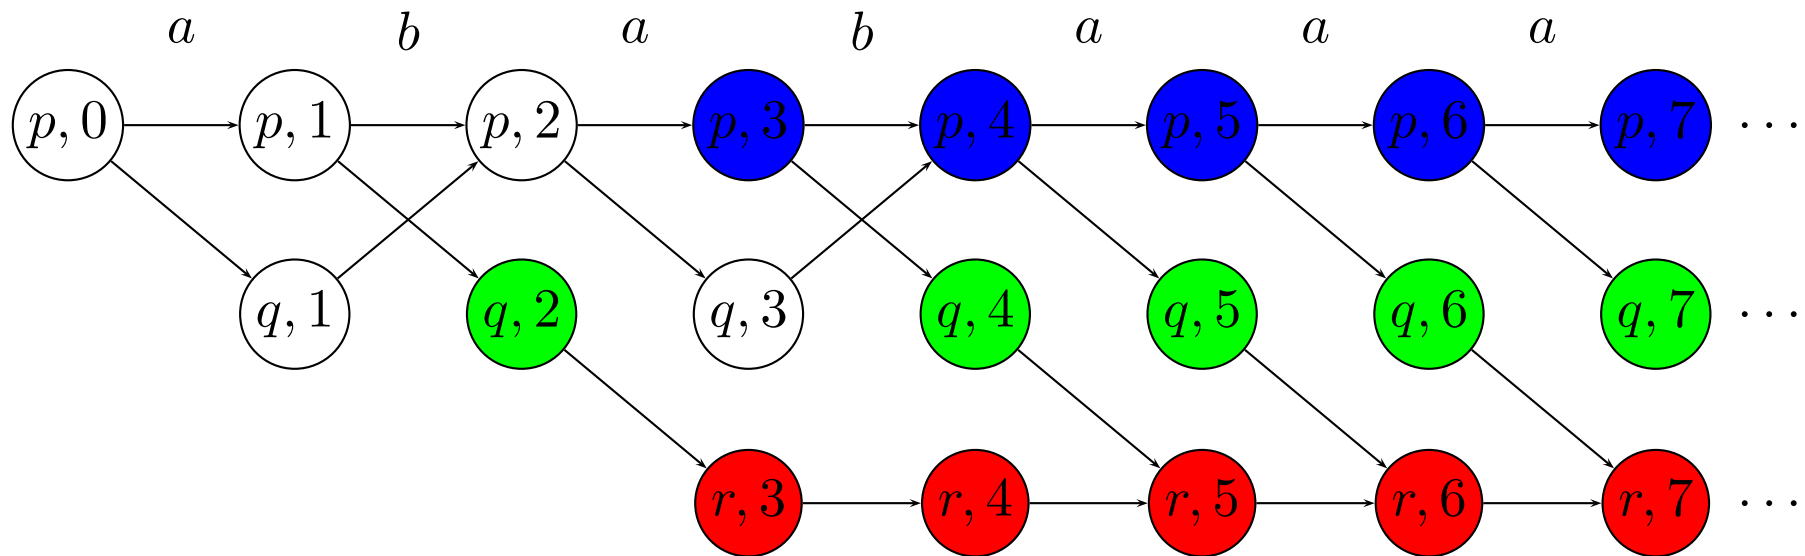 a b a b a a a
p, 0 p, 1 p, 2 p, 3 p, 4 p, 5 p, 6 p, 7 ···
q, 1 q, 2 q, 3 q, 4 q, 5 q, 6 q, 7 ···
r, 3 r, 4 r, 5 r, 6 r, 7 ···